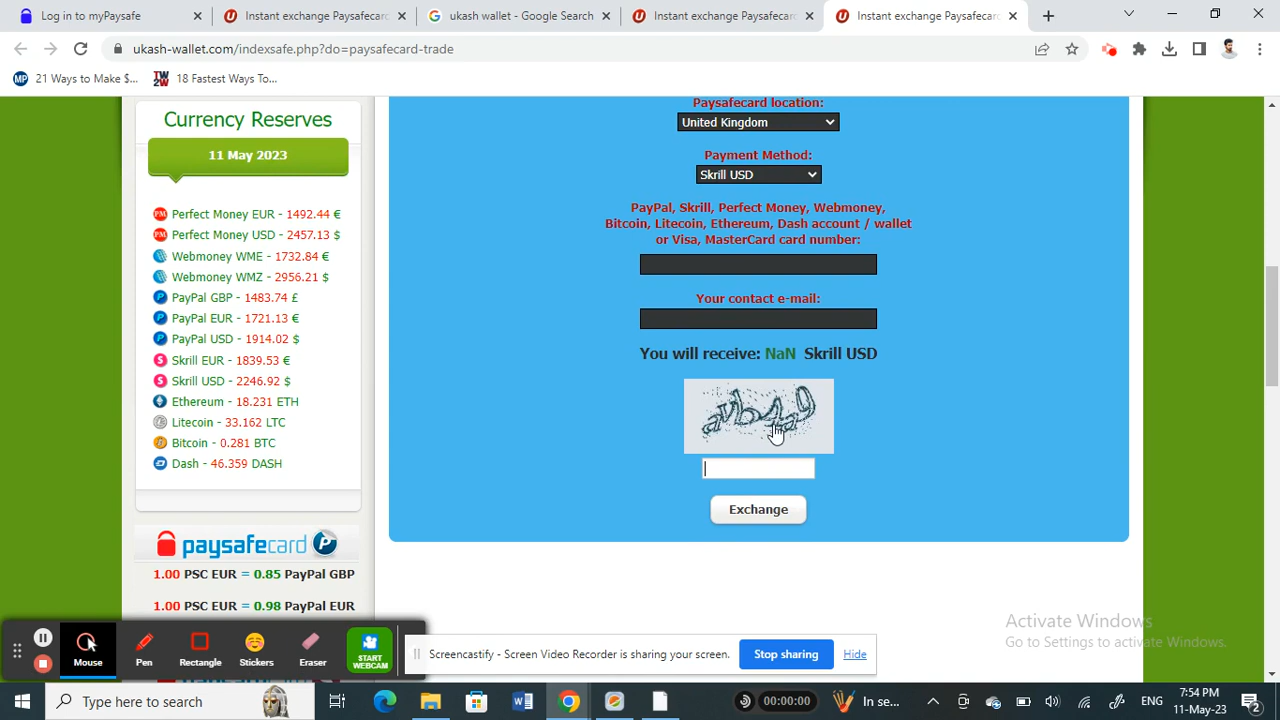 Log in to myPaysafe
Instant exchange Paysafecar
ukash wallet - Google Search
Instant exchange Paysafecar
Instant exchange Paysafecar
ukash-wallet.com/indexsafe.php?do=paysafecard-trade
21 Ways to Make $...
18 Fastest Ways To...
Currency Reserves
11 May 2023
Perfect Money EUR - 1492.44 €
Perfect Money USD - 2457.13 $
Webmoney WME - 1732.84 €
Webmoney WMZ - 2956.21 $
PayPal GBP - 1483.74 £
PayPal EUR - 1721.13 €
PayPal USD - 1914.02 $
Skrill EUR - 1839.53 €
Skrill USD - 2246.92 $
Ethereum - 18.231 ETH
Litecoin - 33.162 LTC
Bitcoin - 0.281 BTC
Dash - 46.359 DASH
paysafecard
1.00 PSC EUR = 0.85 PayPal GBP
1.00 PSC EUR = 0.98 PayPal EUR
Paysafecard location:
United Kingdom
Payment Method:
Skrill USD
PayPal, Skrill, Perfect Money, Webmoney,
Bitcoin, Litecoin, Ethereum, Dash account / wallet
or Visa, MasterCard card number:
Your contact e-mail:
You will receive: NaN Skrill USD
Exchange
Activate Windows
Go to Settings to activate Windows.
Mouse
Pen
Rectangle
Stickers
Eraser
START
WEBCAM
Screencastify - Screen Video Recorder is sharing your screen.
Stop sharing
Hide
Type here to search
00:00:00
In se...
ENG
7:54 PM
11-May-23
2